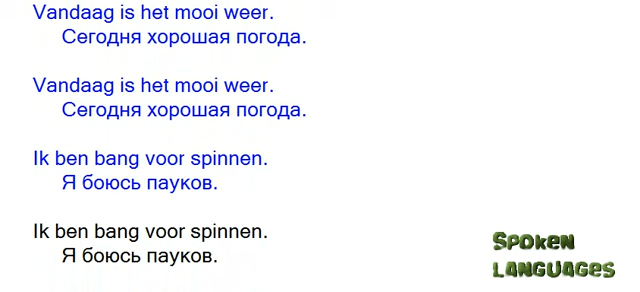 Vandaag is het mooi weer.
Сегодня хорошая погода.
Vandaag is het mooi weer.
Сегодня хорошая погода.
Ik ben bang voor spinnen.
Я боюсь пауков.
Ik ben bang voor spinnen.
Я боюсь пауков.
Spoken
Languages